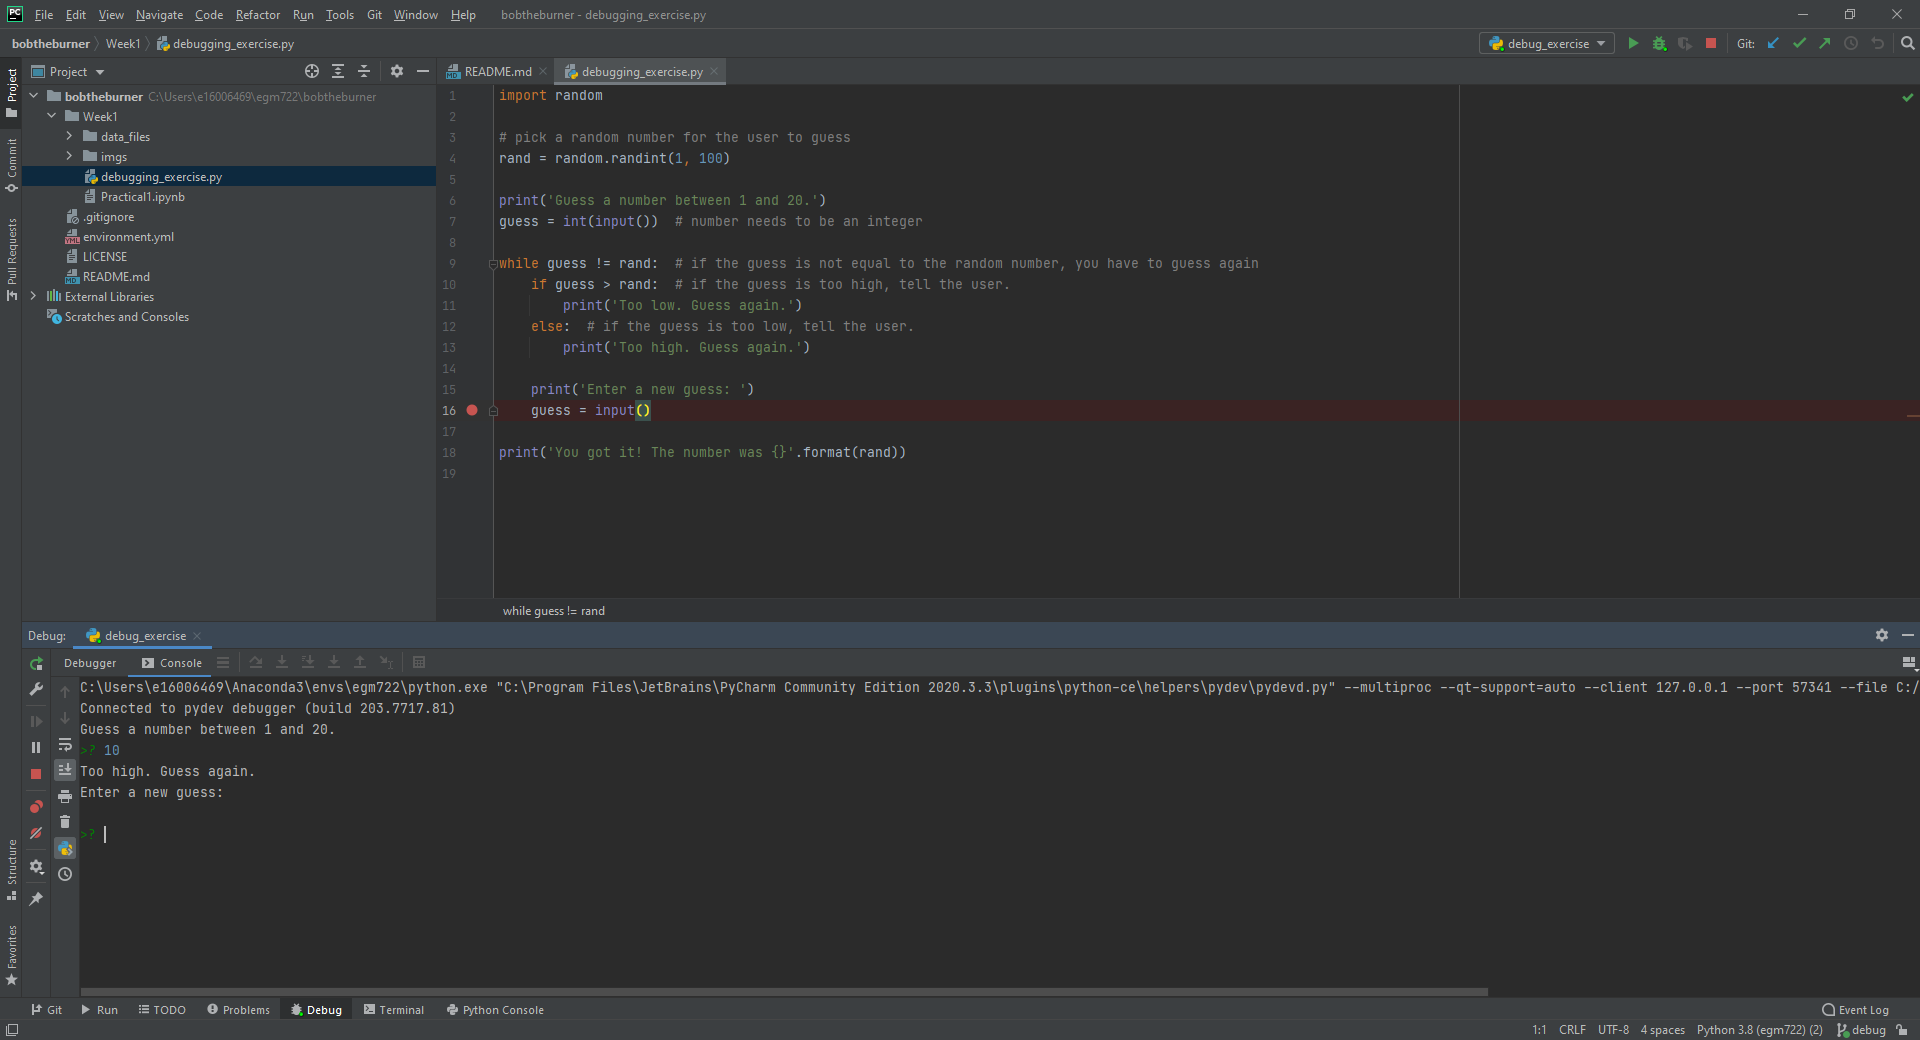 PC File Edit View Navigate Code Refactor Run Tools Git Window Help bobtheburner - debugging_exercise.py
bobtheburner Week1 debugging_exercise.py debug_exercise Git:
Project
Project
README.md debugging_exercise.py
bobtheburner C:\Users\e16006469\egm722\bobtheburner
Week1
data_files
imgs
debugging_exercise.py
Practical1.ipynb
.gitignore
environment.yml
LICENSE
README.md
External Libraries
Scratches and Consoles
Commit
Pull Requests
1 import random
2
3 # pick a random number for the user to guess
4 rand = random.randint(1, 100)
5
6 print('Guess a number between 1 and 20.')
7 guess = int(input())  # number needs to be an integer
8
9 while guess != rand:  # if the guess is not equal to the random number, you have to guess again
10     if guess > rand:  # if the guess is too high, tell the user.
11         print('Too low. Guess again.')
12     else:  # if the guess is too low, tell the user.
13         print('Too high. Guess again.')
14
15     print('Enter a new guess: ')
16     guess = input()
17
18 print('You got it! The number was {}'.format(rand))
19
while guess != rand
Debug: debug_exercise
Debugger Console
C:\Users\e16006469\Anaconda3\envs\egm722\python.exe "C:\Program Files\JetBrains\PyCharm Community Edition 2020.3.3\plugins\python-ce\helpers\pydev\pydevd.py" --multiproc --qt-support=auto --client 127.0.0.1 --port 57341 --file C:/
Connected to pydev debugger (build 203.7717.81)
Guess a number between 1 and 20.
>? 10
Too high. Guess again.
Enter a new guess:
>?
Structure
Favorites
Git Run TODO Problems Debug Terminal Python Console Event Log
1:1 CRLF UTF-8 4 spaces Python 3.8 (egm722) (2) debug